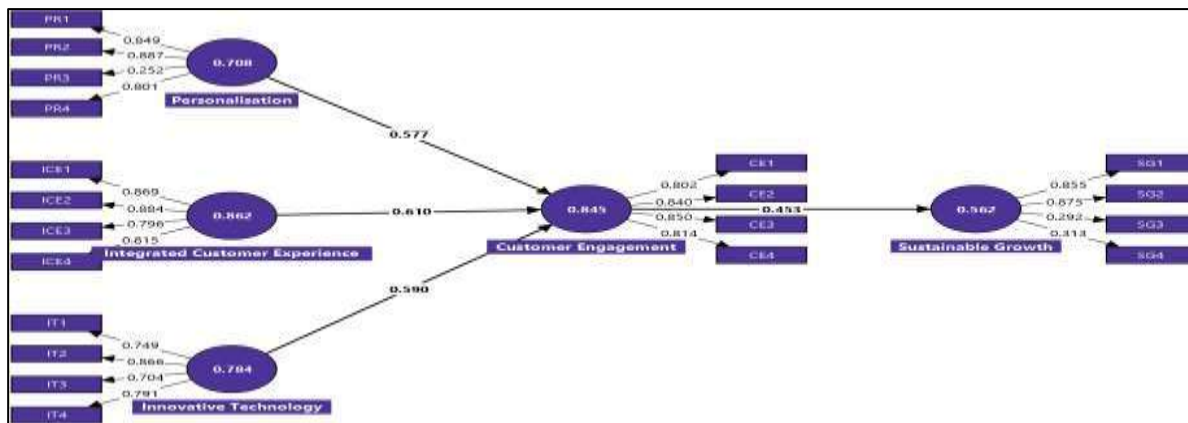 PR1
0.849
PR2
0.887
PR3
0.252
PR4
0.801
0.708
Personalisation
0.577
ICE1
0.869
ICE2
0.884
ICE3
0.796
ICE4
0.815
0.862
Integrated Customer Experience
0.610
IT1
0.749
IT2
0.866
IT3
0.704
IT4
0.791
0.784
Innovative Technology
0.590
0.845
Customer Engagement
CE1
0.802
CE2
0.840
CE3
0.850
CE4
0.814
0.453
0.562
Sustainable Growth
SG1
0.855
SG2
0.875
SG3
0.292
SG4
0.313